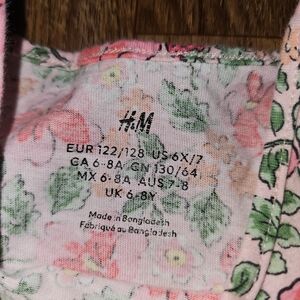 H&M
EUR 122/128 US 6X/7
CA 6-8A CN 130/64
MX 6-8A AUS 7-8
UK 6-8Y
Made in Bangladesh
Fabriqué au Bangladesh